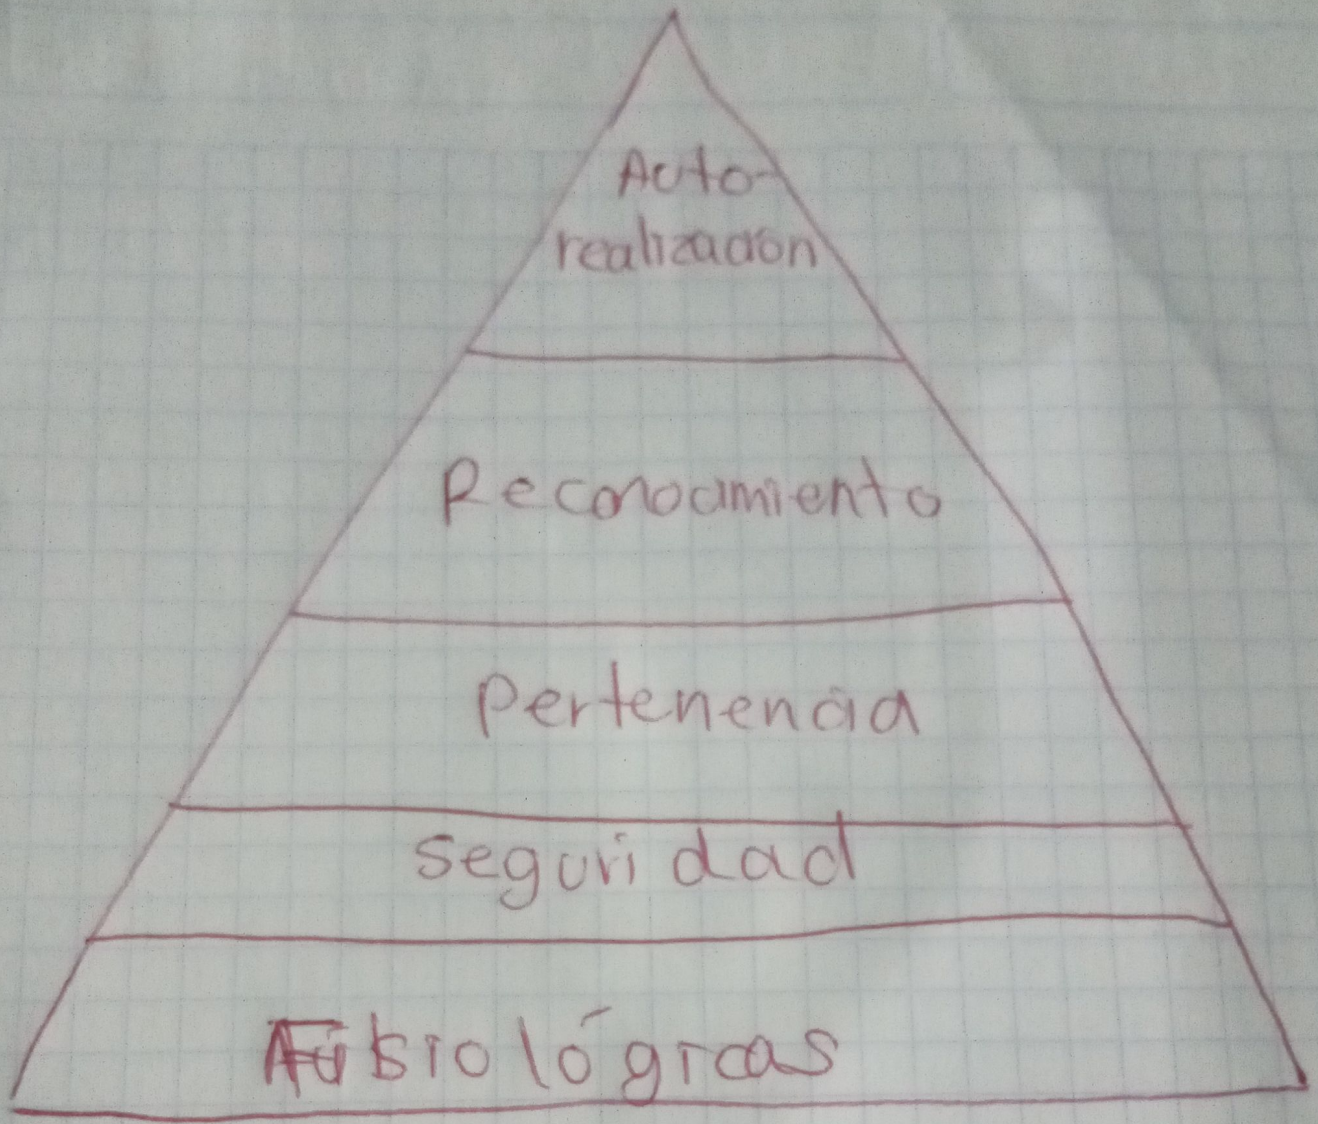 Auto-
realización
Reconocimiento
Pertenencia
seguridad
Fisiológicas